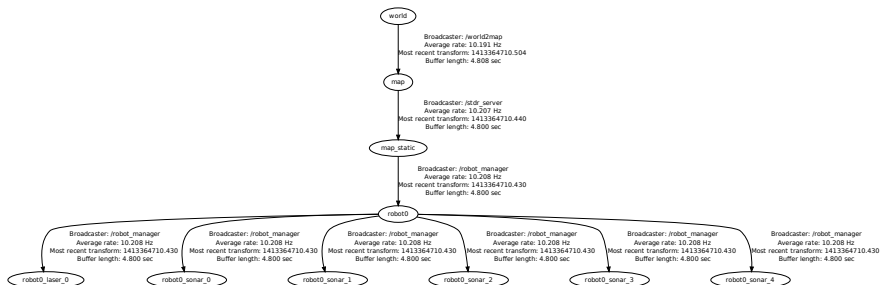 world
Broadcaster: /world2map
Average rate: 10.191 Hz
Most recent transform: 1413364710.504
Buffer length: 4.808 sec
map
Broadcaster: /stdr_server
Average rate: 10.207 Hz
Most recent transform: 1413364710.440
Buffer length: 4.800 sec
map_static
Broadcaster: /robot_manager
Average rate: 10.208 Hz
Most recent transform: 1413364710.430
Buffer length: 4.800 sec
robot0
Broadcaster: /robot_manager
Average rate: 10.208 Hz
Most recent transform: 1413364710.430
Buffer length: 4.800 sec
Broadcaster: /robot_manager
Average rate: 10.208 Hz
Most recent transform: 1413364710.430
Buffer length: 4.800 sec
Broadcaster: /robot_manager
Average rate: 10.208 Hz
Most recent transform: 1413364710.430
Buffer length: 4.800 sec
Broadcaster: /robot_manager
Average rate: 10.208 Hz
Most recent transform: 1413364710.430
Buffer length: 4.800 sec
Broadcaster: /robot_manager
Average rate: 10.208 Hz
Most recent transform: 1413364710.430
Buffer length: 4.800 sec
Broadcaster: /robot_manager
Average rate: 10.208 Hz
Most recent transform: 1413364710.430
Buffer length: 4.800 sec
robot0_laser_0
robot0_sonar_0
robot0_sonar_1
robot0_sonar_2
robot0_sonar_3
robot0_sonar_4